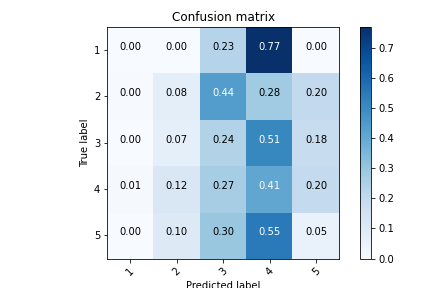 Confusion matrix
1 0.00 0.00 0.23 0.77 0.00
2 0.00 0.08 0.44 0.28 0.20
3 0.00 0.07 0.24 0.51 0.18
4 0.01 0.12 0.27 0.41 0.20
5 0.00 0.10 0.30 0.55 0.05
1 2 3 4 5
True label
Predicted label
0.7
0.6
0.5
0.4
0.3
0.2
0.1
0.0